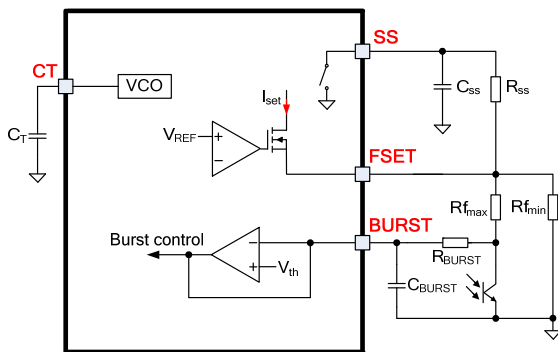 SS
CT
VCO
Css
Rss
Iset
CT
VREF
+
−
FSET
Rfmax
Rfmin
BURST
Burst control
−
+
Vth
RBURST
CBURST